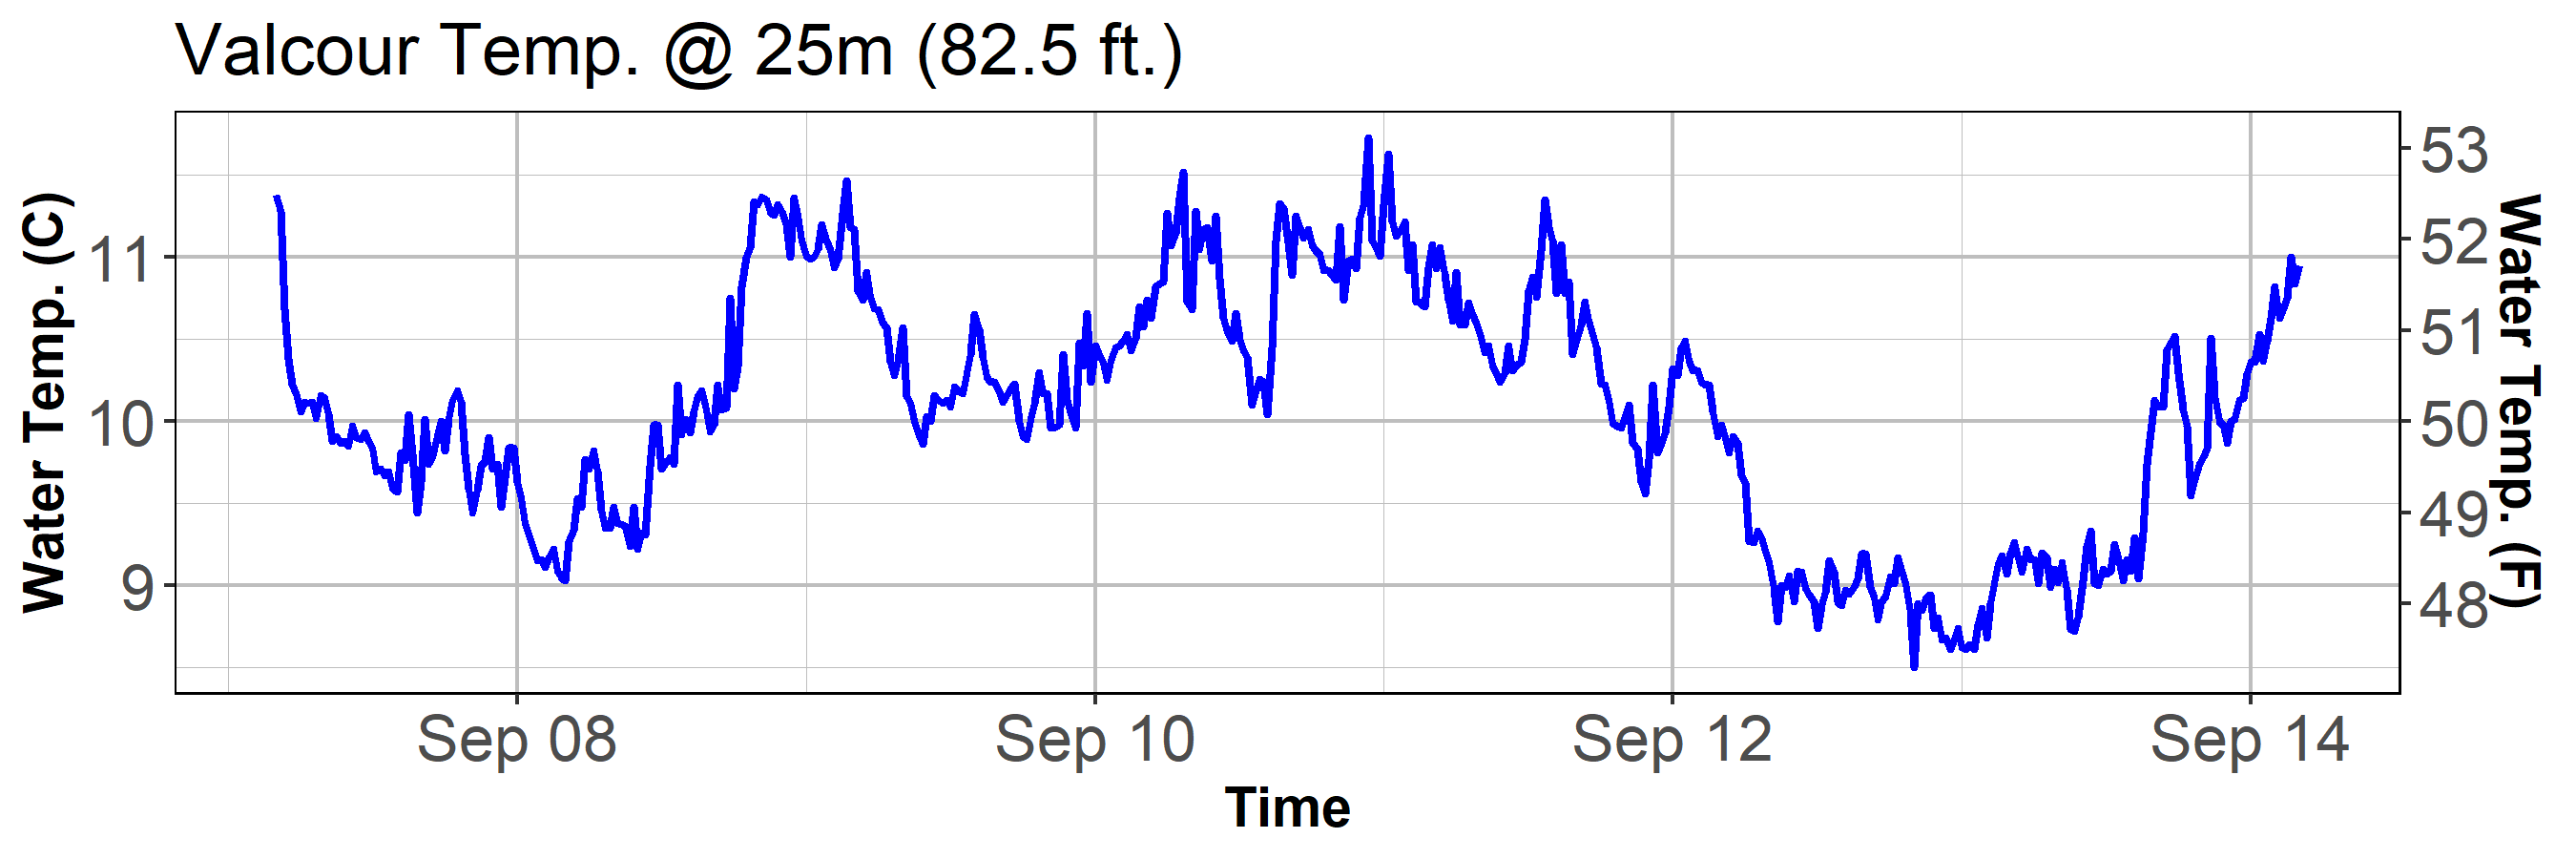 Valcour Temp. @ 25m (82.5 ft.)
Water Temp. (C)
11
10
9
53
52
51
50
49
48
Water Temp. (F)
Sep 08
Sep 10
Sep 12
Sep 14
Time